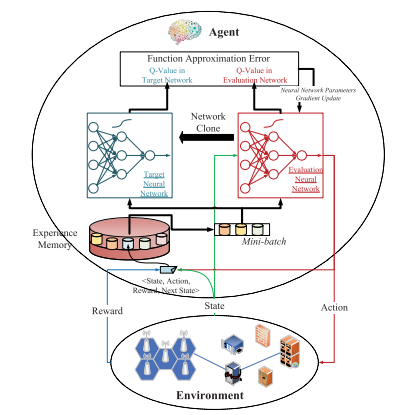 Agent
Function Approximation Error
Q-Value in
Target Network
Q-Value in
Evaluation Network
Neural Network Parameters
Gradient Update
Network
Clone
Target
Neural
Network
Evaluation
Neural
Network
Experience
Memory
Mini-batch
<State, Action,
Reward, Next State>
State
Reward
Action
Environment